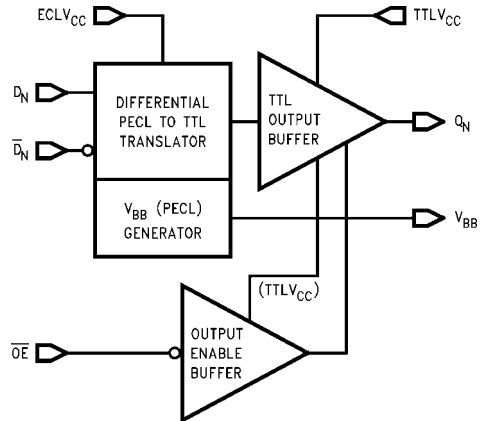 ECLV_CC
TTLV_CC
D_N
DIFFERENTIAL
PECL TO TTL
TRANSLATOR
TTL
OUTPUT
BUFFER
Q_N
D̅_N
V_BB (PECL)
GENERATOR
V_BB
(TTLV_CC)
O̅E̅
OUTPUT
ENABLE
BUFFER